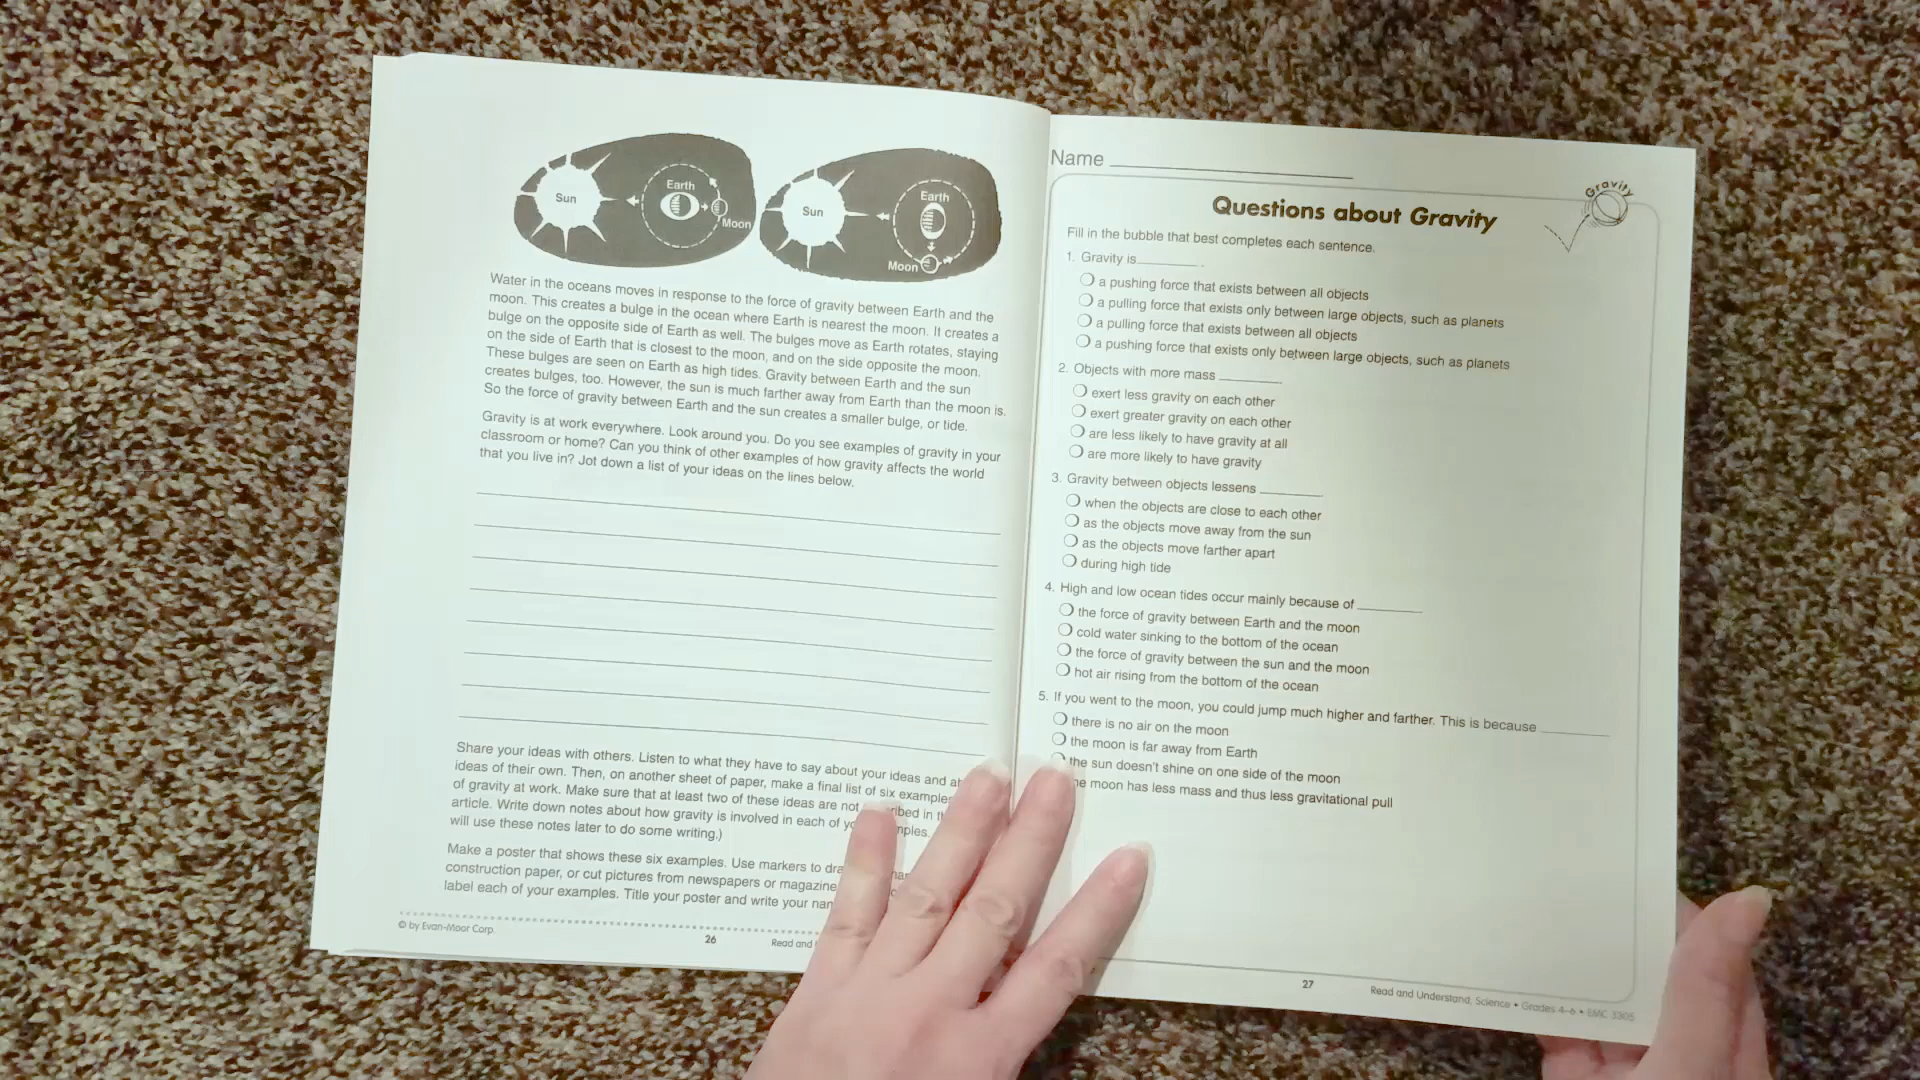 Sun
Earth
Moon
Sun
Earth
Moon
Water in the oceans moves in response to the force of gravity between Earth and the
moon. This creates a bulge in the ocean where Earth is nearest the moon. It creates a
bulge on the opposite side of Earth as well. The bulges move as Earth rotates, staying
on the side of Earth that is closest to the moon, and on the side opposite the moon.
These bulges are seen on Earth as high tides. Gravity between Earth and the sun
creates bulges, too. However, the sun is much farther away from Earth than the moon is.
So the force of gravity between Earth and the sun creates a smaller bulge, or tide.
Gravity is at work everywhere. Look around you. Do you see examples of gravity in your
classroom or home? Can you think of other examples of how gravity affects the world
that you live in? Jot down a list of your ideas on the lines below.
Share your ideas with others. Listen to what they have to say about your ideas and
ideas of their own. Then, on another sheet of paper, make a final list of six examples
of gravity at work. Make sure that at least two of these ideas are not in
article. Write down notes about how gravity is involved in each of
will use these notes later to do some writing.)
Make a poster that shows these six examples. Use markers to
construction paper, or cut pictures from newspapers or
label each of your examples. Title your poster and write your
© by Evan-Moor Corp.
26
Read and
Name
Gravity
Questions about Gravity
Fill in the bubble that best completes each sentence.
1. Gravity is ________ .
a pushing force that exists between all objects
a pulling force that exists only between large objects, such as planets
a pulling force that exists between all objects
a pushing force that exists only between large objects, such as planets
2. Objects with more mass ________
exert less gravity on each other
exert greater gravity on each other
are less likely to have gravity at all
are more likely to have gravity
3. Gravity between objects lessens ________
when the objects are close to each other
as the objects move away from the sun
as the objects move farther apart
during high tide
4. High and low ocean tides occur mainly because of ________
the force of gravity between Earth and the moon
cold water sinking to the bottom of the ocean
the force of gravity between the sun and the moon
hot air rising from the bottom of the ocean
5. If you went to the moon, you could jump much higher and farther. This is because ________
there is no air on the moon
the moon is far away from Earth
the sun doesn't shine on one side of the moon
moon has less mass and thus less gravitational pull
27
Read and Understand, Science • Grades 4–6 • EMC 3305